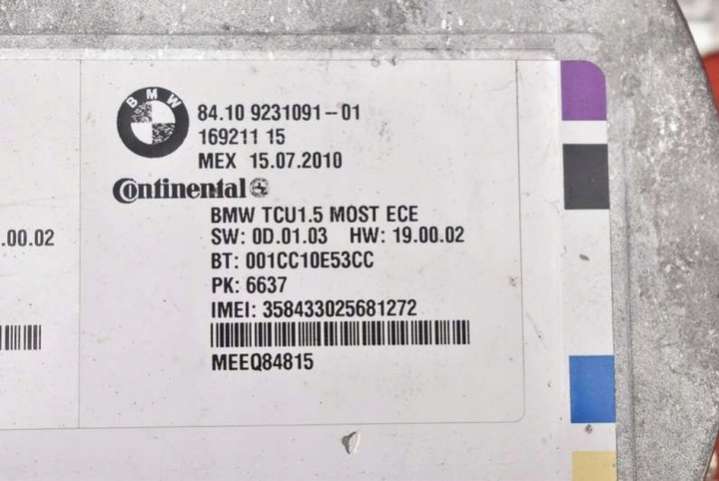 BMW
84.10 9231091-01
169211 15
MEX 15.07.2010
Continental
BMW TCU1.5 MOST ECE
.00.02
SW: 0D.01.03 HW: 19.00.02
BT: 001CC10E53CC
PK: 6637
IMEI: 358433025681272
MEEQ84815